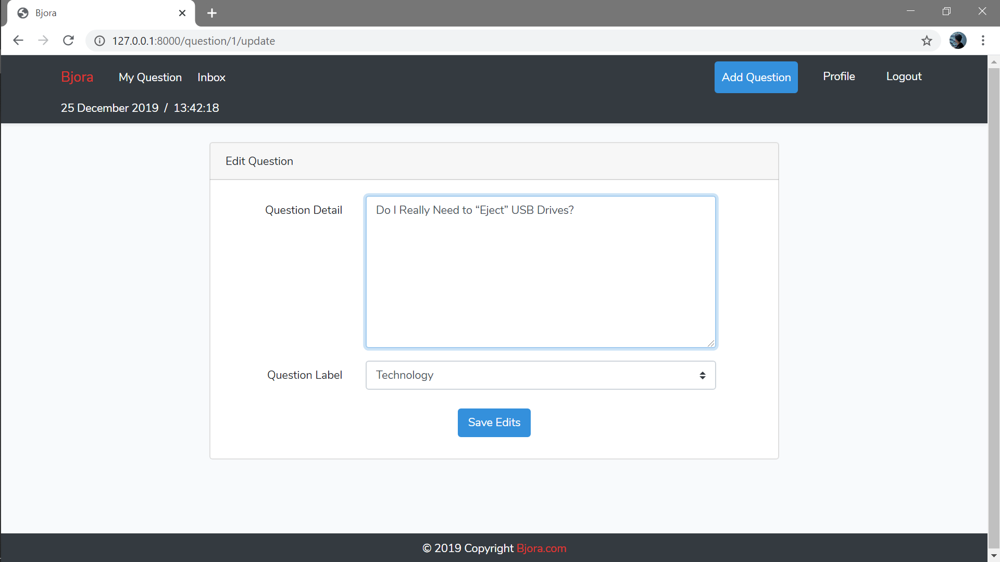 Bjora
127.0.0.1:8000/question/1/update
Bjora My Question Inbox Add Question Profile Logout
25 December 2019 / 13:42:18
Edit Question
Question Detail Do I Really Need to “Eject” USB Drives?
Question Label Technology
Save Edits
© 2019 Copyright Bjora.com